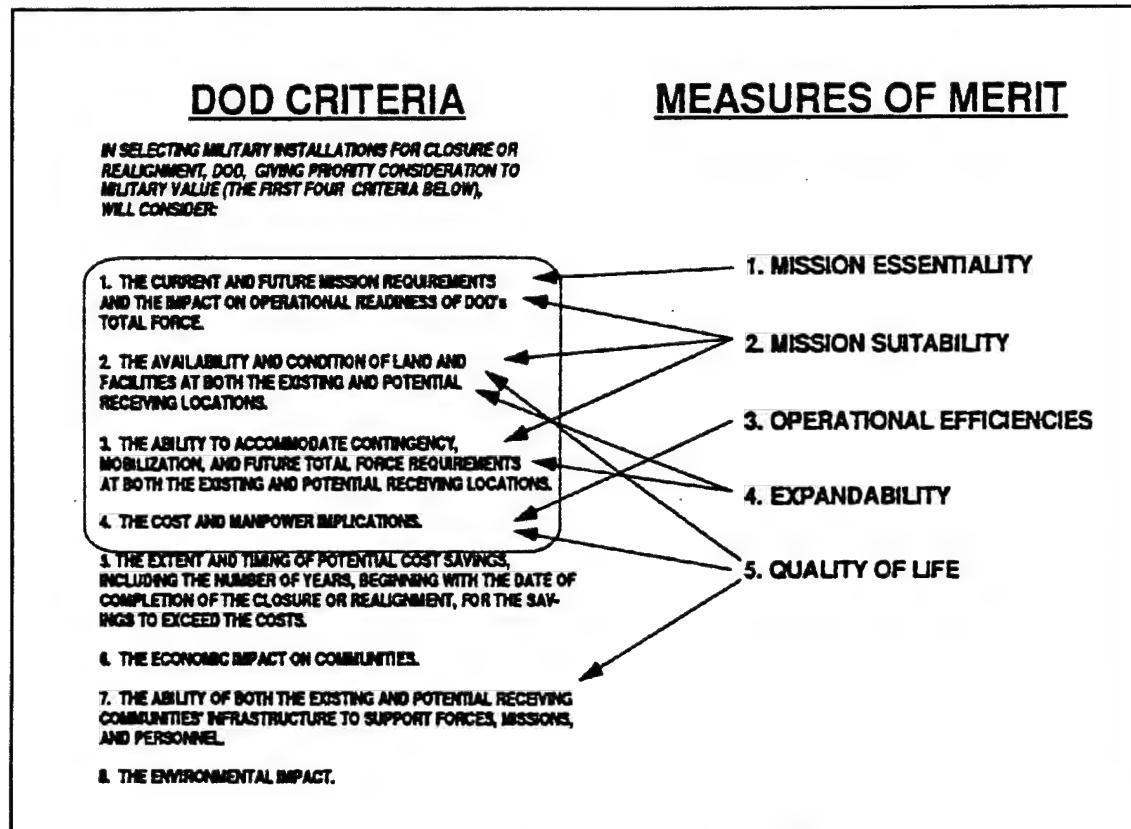 DOD CRITERIA
IN SELECTING MILITARY INSTALLATIONS FOR CLOSURE OR
REALIGNMENT, DOD, GIVING PRIORITY CONSIDERATION TO
MILITARY VALUE (THE FIRST FOUR CRITERIA BELOW),
WILL CONSIDER:
1. THE CURRENT AND FUTURE MISSION REQUIREMENTS
AND THE IMPACT ON OPERATIONAL READINESS OF DOD's
TOTAL FORCE.
2. THE AVAILABILITY AND CONDITION OF LAND AND
FACILITIES AT BOTH THE EXISTING AND POTENTIAL
RECEIVING LOCATIONS.
3. THE ABILITY TO ACCOMMODATE CONTINGENCY,
MOBILIZATION, AND FUTURE TOTAL FORCE REQUIREMENTS
AT BOTH THE EXISTING AND POTENTIAL RECEIVING LOCATIONS.
4. THE COST AND MANPOWER IMPLICATIONS.
5. THE EXTENT AND TIMING OF POTENTIAL COST SAVINGS,
INCLUDING THE NUMBER OF YEARS, BEGINNING WITH THE DATE OF
COMPLETION OF THE CLOSURE OR REALIGNMENT, FOR THE SAV-
INGS TO EXCEED THE COSTS.
6. THE ECONOMIC IMPACT ON COMMUNITIES.
7. THE ABILITY OF BOTH THE EXISTING AND POTENTIAL RECEIVING
COMMUNITIES' INFRASTRUCTURE TO SUPPORT FORCES, MISSIONS,
AND PERSONNEL.
8. THE ENVIRONMENTAL IMPACT.
MEASURES OF MERIT
1. MISSION ESSENTIALITY
2. MISSION SUITABILITY
3. OPERATIONAL EFFICIENCIES
4. EXPANDABILITY
5. QUALITY OF LIFE